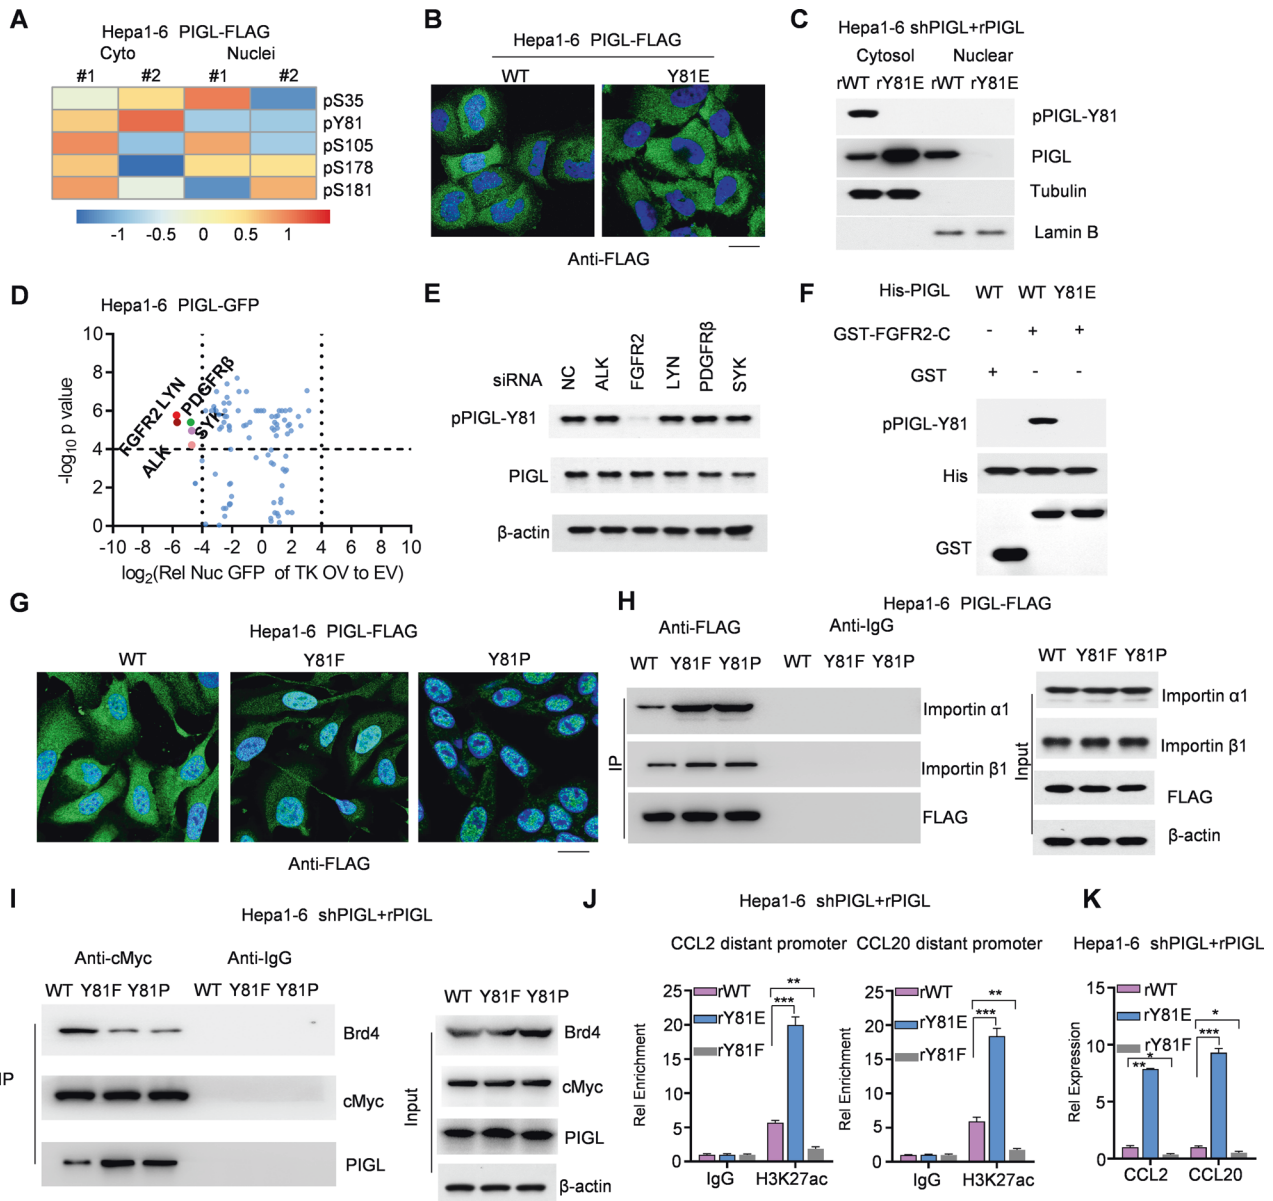 A
Hepa1-6 PIGL-FLAG
Cyto Nuclei
#1 #2 #1 #2
pS35
pY81
pS105
pS178
pS181
-1 -0.5 0 0.5 1
B
Hepa1-6 PIGL-FLAG
WT Y81E
Anti-FLAG
C
Hepa1-6 shPIGL+rPIGL
Cytosol Nuclear
rWT rY81E rWT rY81E
pPIGL-Y81
PIGL
Tubulin
Lamin B
D
Hepa1-6 PIGL-GFP
-log10 p value
10
8
6
4
2
0
FGFR2 LYN PDGFRβ
ALK SYK
-10 -8 -6 -4 -2 0 2 4 6 8 10
log2(Rel Nuc GFP of TK OV to EV)
E
siRNA NC ALK FGFR2 LYN PDGFRβ SYK
pPIGL-Y81
PIGL
β-actin
F
His-PIGL WT WT Y81E
GST-FGFR2-C - + +
GST + - -
pPIGL-Y81
His
GST
G
Hepa1-6 PIGL-FLAG
WT Y81F Y81P
Anti-FLAG
H
Hepa1-6 PIGL-FLAG
Anti-FLAG Anti-IgG
WT Y81F Y81P WT Y81F Y81P
IP
Importin α1
Importin β1
FLAG
WT Y81F Y81P
Input
Importin α1
Importin β1
FLAG
β-actin
I
Hepa1-6 shPIGL+rPIGL
Anti-cMyc Anti-IgG
WT Y81F Y81P WT Y81F Y81P
IP
Brd4
cMyc
PIGL
WT Y81F Y81P
Input
Brd4
cMyc
PIGL
β-actin
J
Hepa1-6 shPIGL+rPIGL
CCL2 distant promoter
Rel Enrichment
25
20
15
10
5
0
rWT
rY81E
rY81F
**
***
IgG H3K27ac
CCL20 distant promoter
Rel Enrichment
25
20
15
10
5
0
rWT
rY81E
rY81F
**
***
IgG H3K27ac
K
Hepa1-6 shPIGL+rPIGL
Rel Expression
15
10
5
0
rWT
rY81E
rY81F
*
**
*
***
CCL2 CCL20